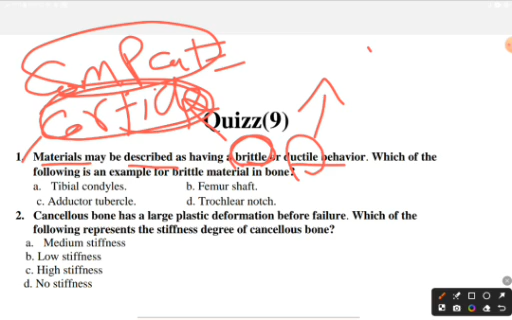 Compact
Cortical
Quizz(9)
1. Materials may be described as having a brittle or ductile behavior. Which of the
following is an example for brittle material in bone?
a. Tibial condyles. b. Femur shaft.
c. Adductor tubercle. d. Trochlear notch.
2. Cancellous bone has a large plastic deformation before failure. Which of the
following represents the stiffness degree of cancellous bone?
a. Medium stiffness
b. Low stiffness
c. High stiffness
d. No stiffness